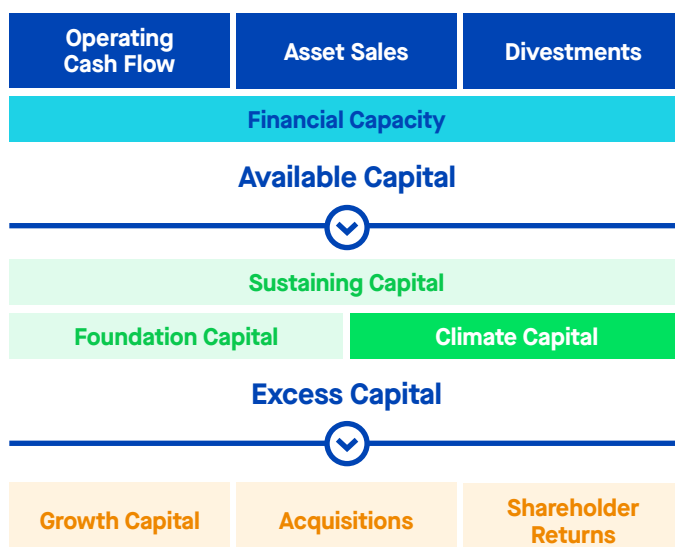 Operating
Cash Flow
Asset Sales
Divestments
Financial Capacity
Available Capital
Sustaining Capital
Foundation Capital
Climate Capital
Excess Capital
Growth Capital
Acquisitions
Shareholder
Returns